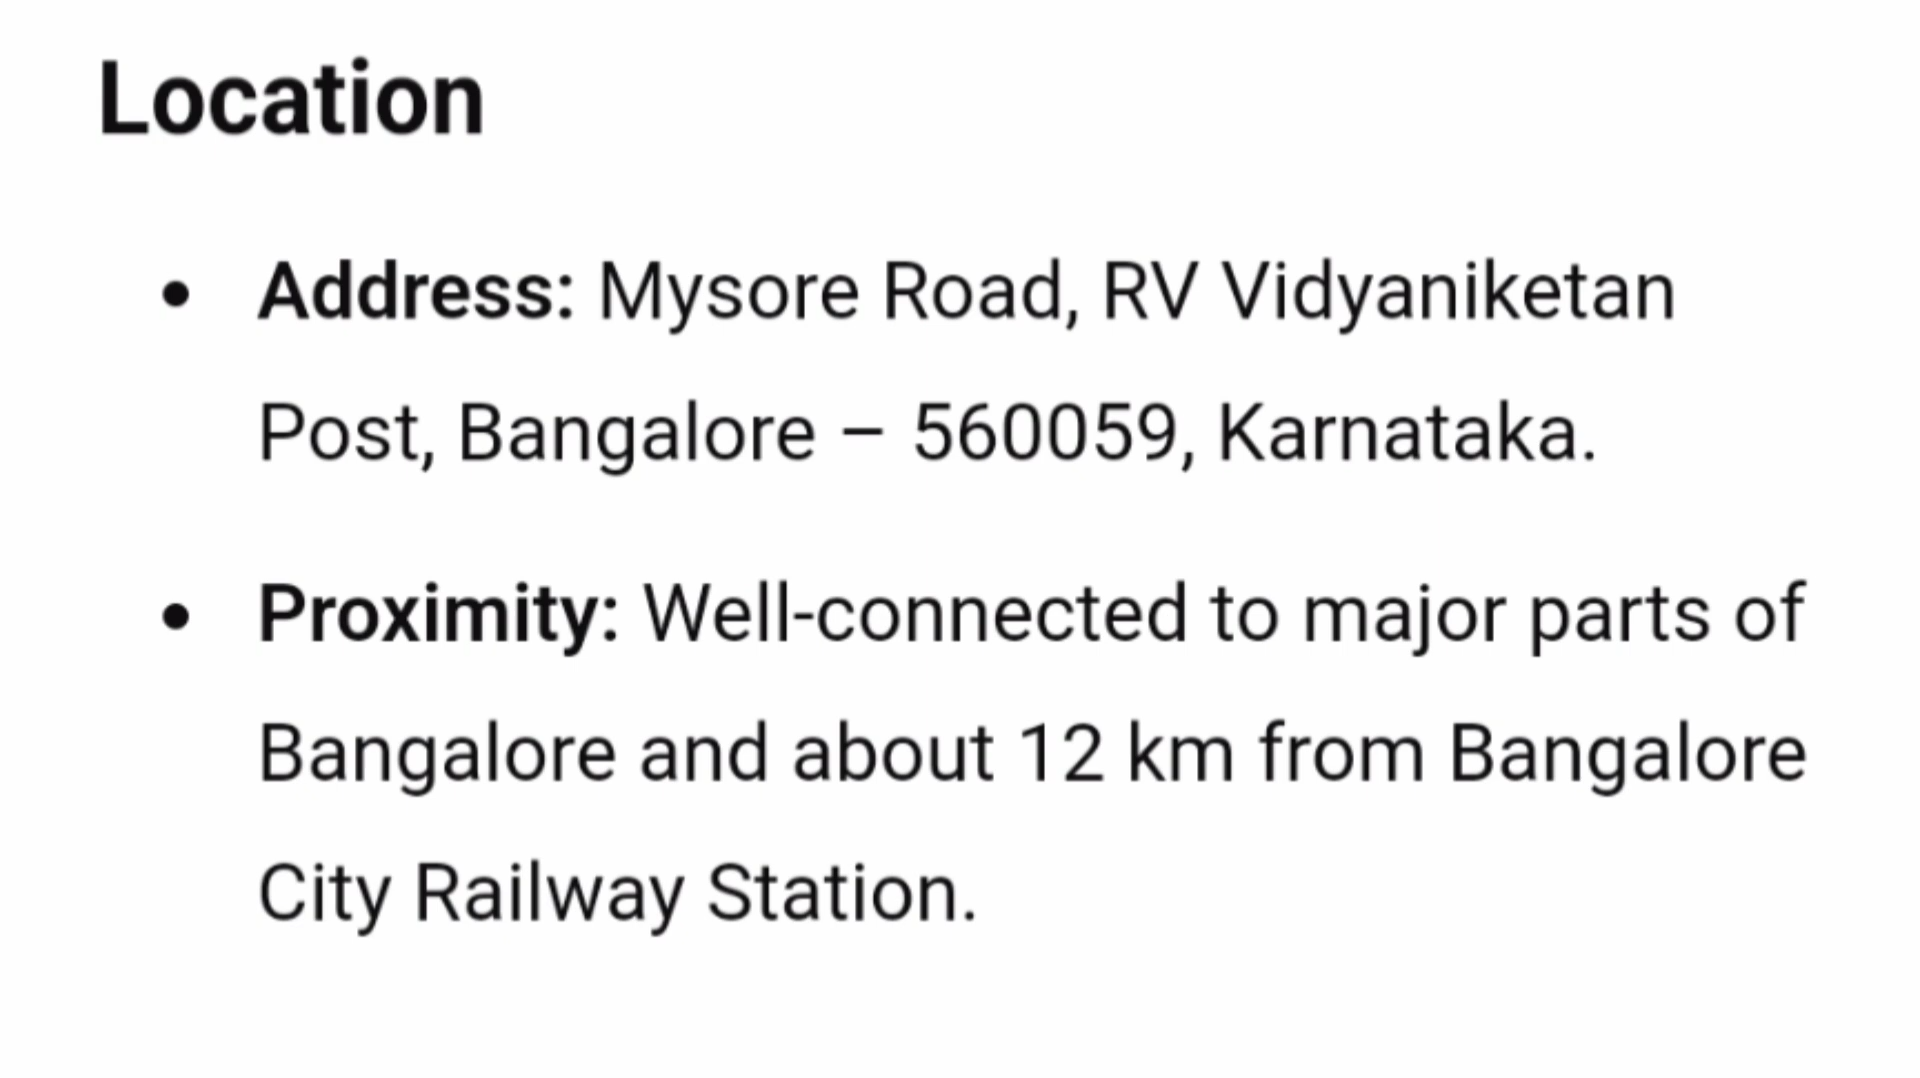 Location
• Address: Mysore Road, RV Vidyaniketan
Post, Bangalore – 560059, Karnataka.
• Proximity: Well-connected to major parts of
Bangalore and about 12 km from Bangalore
City Railway Station.